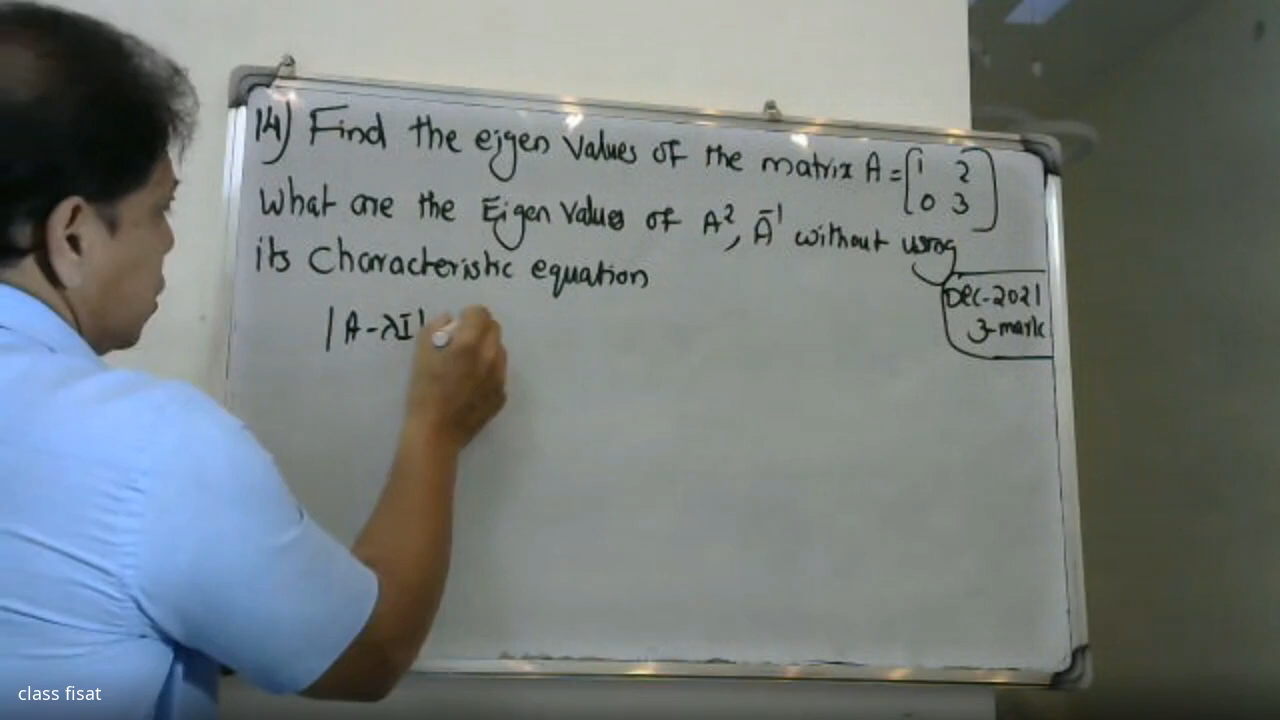 14) Find the eigen values of the matrix A = [1 2
0 3]
What are the Eigen Values of A², A⁻¹ without using
its characteristic equation
Dec-2021
3-mark
|A-λI|
class fisat